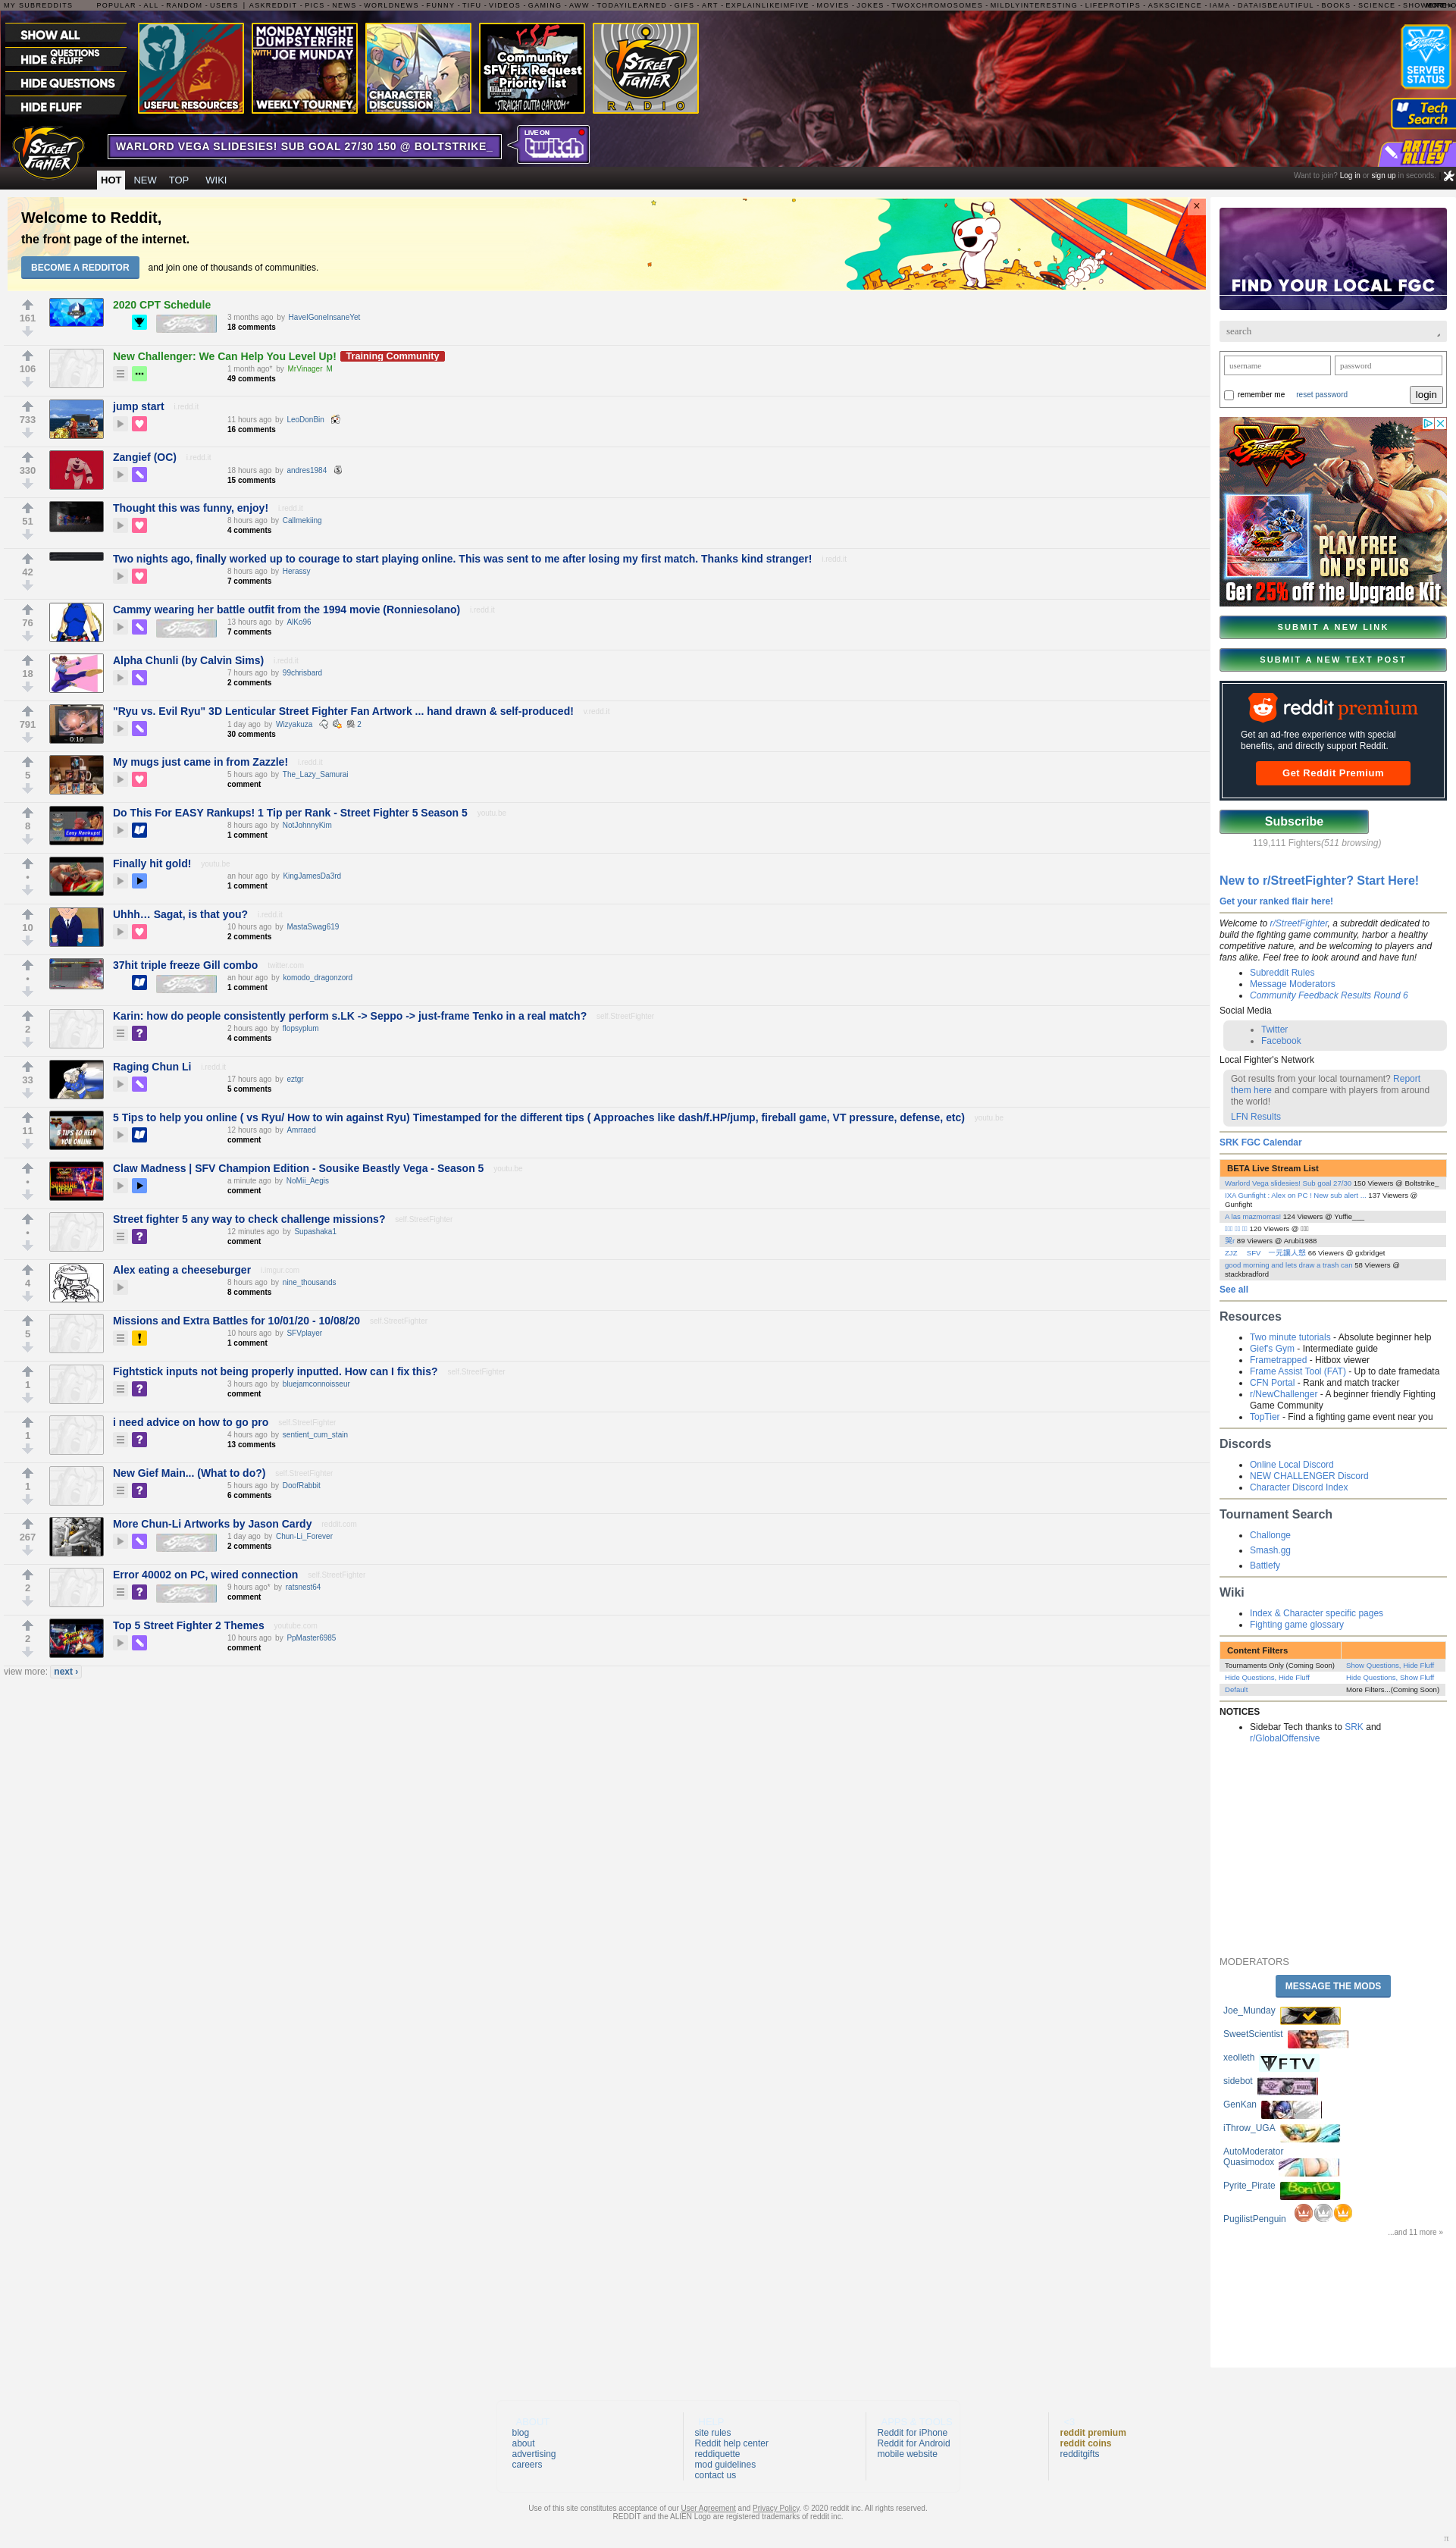 MY SUBREDDITS POPULAR - ALL - RANDOM - USERS | ASKREDDIT - PICS - NEWS - WORLDNEWS - FUNNY - TIFU - VIDEOS - GAMING - AWW - TODAYILEARNED - GIFS - ART - EXPLAINLIKEIMFIVE - MOVIES - JOKES - TWOXCHROMOSOMES - MILDLYINTERESTING - LIFEPROTIPS - ASKSCIENCE - IAMA - DATAISBEAUTIFUL - BOOKS - SCIENCE -
SHOW ALL
HIDE QUESTIONS & FLUFF
HIDE QUESTIONS
HIDE FLUFF
USEFUL RESOURCES
MONDAY NIGHT DUMPSTERFIRE WITH JOE MUNDAY
WEEKLY TOURNEY
CHARACTER DISCUSSION
r/SF
Community SFV Fix Request Priority list
"STRAIGHT OUTTA CAPCOM"
STREET FIGHTER
RADIO
SERVER STATUS
Tech Search
ARTIST ALLEY
STREET FIGHTER
WARLORD VEGA SLIDESIES! SUB GOAL 27/30 150 @ BOLTSTRIKE_
LIVE ON
twitch
HOT NEW TOP WIKI
Want to join? Log in or sign up in seconds.
Welcome to Reddit,
the front page of the internet.
BECOME A REDDITOR and join one of thousands of communities.
×
161
2020 CPT Schedule
3 months ago by HavelGoneInsaneYet
18 comments
106
New Challenger: We Can Help You Level Up! Training Community
1 month ago* by MrVinager M
49 comments
733
jump start i.redd.it
11 hours ago by LeoDonBin
16 comments
330
Zangief (OC) i.redd.it
18 hours ago by andres1984
15 comments
51
Thought this was funny, enjoy! i.redd.it
8 hours ago by Callmekiing
4 comments
42
Two nights ago, finally worked up to courage to start playing online. This was sent to me after losing my first match. Thanks kind stranger! i.redd.it
8 hours ago by Herassy
7 comments
76
Cammy wearing her battle outfit from the 1994 movie (Ronniesolano) i.redd.it
13 hours ago by AlKo96
7 comments
18
Alpha Chunli (by Calvin Sims) i.redd.it
7 hours ago by 99chrisbard
2 comments
791
0:16
"Ryu vs. Evil Ryu" 3D Lenticular Street Fighter Fan Artwork ... hand drawn & self-produced! v.redd.it
1 day ago by Wizyakuza 2
30 comments
5
My mugs just came in from Zazzle! i.redd.it
5 hours ago by The_Lazy_Samurai
comment
8
Easy Rankups!
Do This For EASY Rankups! 1 Tip per Rank - Street Fighter 5 Season 5 youtu.be
8 hours ago by NotJohnnyKim
1 comment
•
Finally hit gold! youtu.be
an hour ago by KingJamesDa3rd
1 comment
10
Uhhh… Sagat, is that you? i.redd.it
10 hours ago by MastaSwag619
2 comments
•
37hit triple freeze Gill combo twitter.com
an hour ago by komodo_dragonzord
1 comment
2
Karin: how do people consistently perform s.LK -> Seppo -> just-frame Tenko in a real match? self.StreetFighter
2 hours ago by flopsyplum
4 comments
33
Raging Chun Li i.redd.it
17 hours ago by eztgr
5 comments
11
5 TIPS TO HELP YOU ONLINE
5 Tips to help you online ( vs Ryu/ How to win against Ryu) Timestamped for the different tips ( Approaches like dash/f.HP/jump, fireball game, VT pressure, defense, etc) youtu.be
12 hours ago by Amrraed
comment
•
Claw Madness | SFV Champion Edition - Sousike Beastly Vega - Season 5 youtu.be
a minute ago by NoMii_Aegis
comment
•
Street fighter 5 any way to check challenge missions? self.StreetFighter
12 minutes ago by Supashaka1
comment
4
Alex eating a cheeseburger i.imgur.com
8 hours ago by nine_thousands
8 comments
5
Missions and Extra Battles for 10/01/20 - 10/08/20 self.StreetFighter
10 hours ago by SFVplayer
1 comment
1
Fightstick inputs not being properly inputted. How can I fix this? self.StreetFighter
3 hours ago by bluejamconnoisseur
comment
1
i need advice on how to go pro self.StreetFighter
4 hours ago by sentient_cum_stain
13 comments
1
New Gief Main... (What to do?) self.StreetFighter
5 hours ago by DoofRabbit
6 comments
267
More Chun-Li Artworks by Jason Cardy reddit.com
1 day ago by Chun-Li_Forever
2 comments
2
Error 40002 on PC, wired connection self.StreetFighter
9 hours ago* by ratsnest64
comment
2
Top 5 Street Fighter 2 Themes youtube.com
10 hours ago by PpMaster6985
comment
view more: next ›
FIND YOUR LOCAL FGC
search
username password
remember me reset password login
STREET FIGHTER V
PLAY FREE ON PS PLUS
Get 25% off the Upgrade Kit
SUBMIT A NEW LINK
SUBMIT A NEW TEXT POST
reddit premium
Get an ad-free experience with special
benefits, and directly support Reddit.
Get Reddit Premium
Subscribe
119,111 Fighters(511 browsing)
New to r/StreetFighter? Start Here!
Get your ranked flair here!
Welcome to r/StreetFighter, a subreddit dedicated to
build the fighting game community, harbor a healthy
competitive nature, and be welcoming to players and
fans alike. Feel free to look around and have fun!
Subreddit Rules
Message Moderators
Community Feedback Results Round 6
Social Media
Twitter
Facebook
Local Fighter's Network
Got results from your local tournament? Report
them here and compare with players from around
the world!
LFN Results
SRK FGC Calendar
BETA Live Stream List
Warlord Vega slidesies! Sub goal 27/30 150 Viewers @ Boltstrike_
IXA Gunfight : Alex on PC ! New sub alert ... 137 Viewers @
Gunfight
A las mazmorras! 124 Viewers @ Yuffie___
120 Viewers @
哭r 89 Viewers @ Arubi1988
ZJZ SFV 一元讓人怒 66 Viewers @ gxbridget
good morning and lets draw a trash can 58 Viewers @
stackbradford
See all
Resources
Two minute tutorials - Absolute beginner help
Gief's Gym - Intermediate guide
Frametrapped - Hitbox viewer
Frame Assist Tool (FAT) - Up to date framedata
CFN Portal - Rank and match tracker
r/NewChallenger - A beginner friendly Fighting
Game Community
TopTier - Find a fighting game event near you
Discords
Online Local Discord
NEW CHALLENGER Discord
Character Discord Index
Tournament Search
Challonge
Smash.gg
Battlefy
Wiki
Index & Character specific pages
Fighting game glossary
Content Filters
Tournaments Only (Coming Soon) Show Questions, Hide Fluff
Hide Questions, Hide Fluff Hide Questions, Show Fluff
Default More Filters...(Coming Soon)
NOTICES
Sidebar Tech thanks to SRK and
r/GlobalOffensive
MODERATORS
MESSAGE THE MODS
Joe_Munday
SweetScientist
xeolleth FTV
sidebot
GenKan
iThrow_UGA
AutoModerator
Quasimodox
Pyrite_Pirate Bonita
PugilistPenguin
...and 11 more »
blog
about
advertising
careers
site rules
Reddit help center
reddiquette
mod guidelines
contact us
Reddit for iPhone
Reddit for Android
mobile website
reddit premium
reddit coins
redditgifts
Use of this site constitutes acceptance of our User Agreement and Privacy Policy. © 2020 reddit inc. All rights reserved.
REDDIT and the ALIEN Logo are registered trademarks of reddit inc.
π